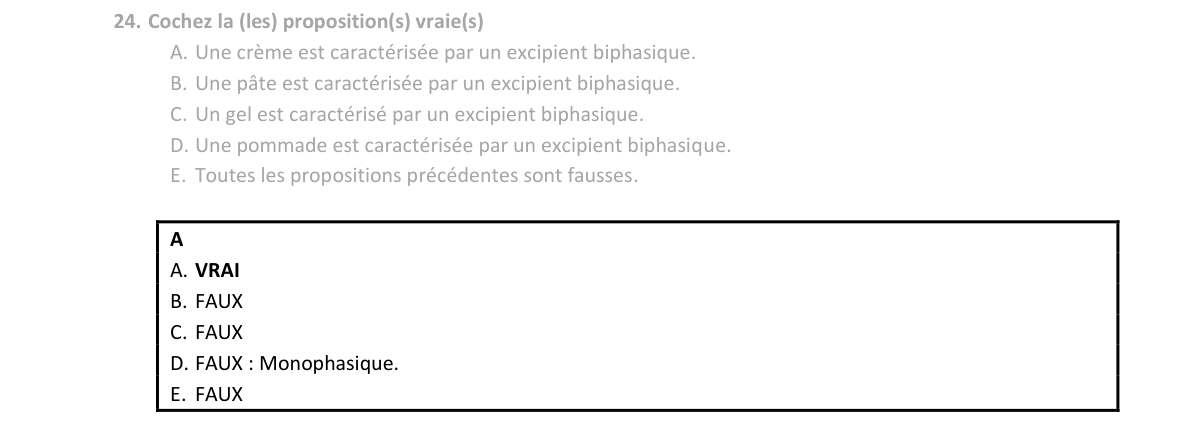 24. Cochez la (les) proposition(s) vraie(s)
A. Une crème est caractérisée par un excipient biphasique.
B. Une pâte est caractérisée par un excipient biphasique.
C. Un gel est caractérisé par un excipient biphasique.
D. Une pommade est caractérisée par un excipient biphasique.
E. Toutes les propositions précédentes sont fausses.
A
A. VRAI
B. FAUX
C. FAUX
D. FAUX : Monophasique.
E. FAUX